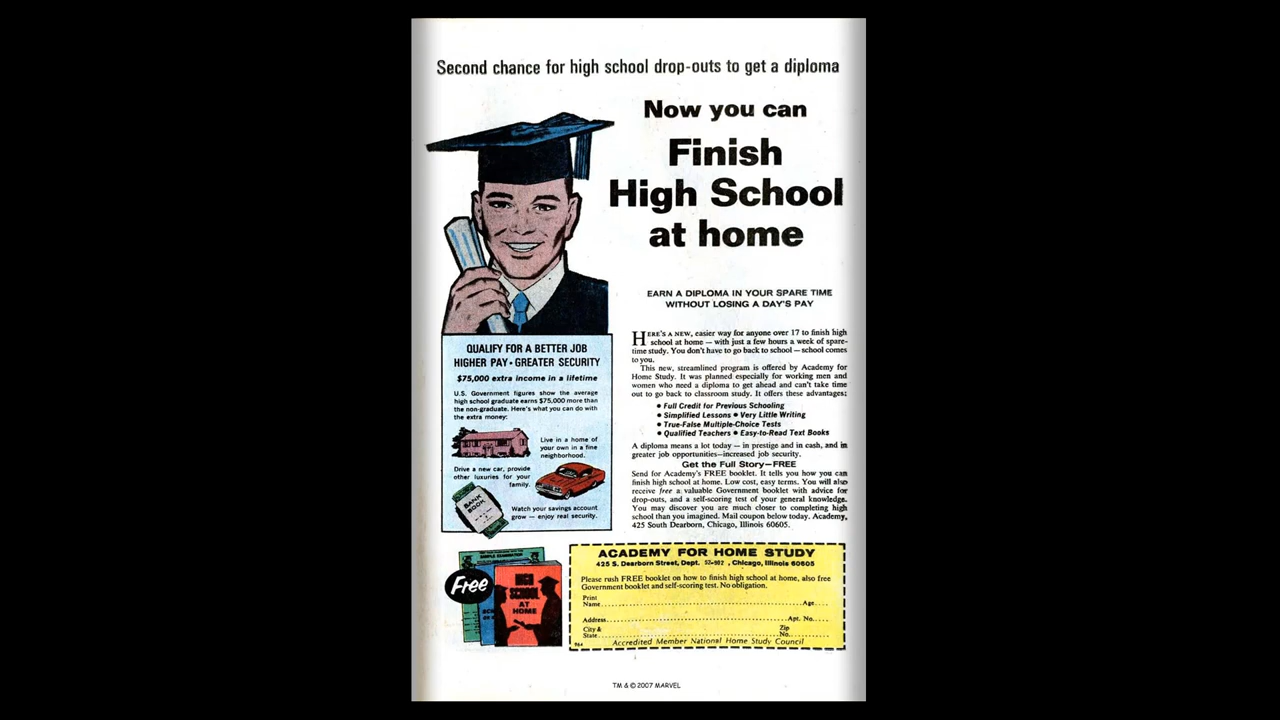 Second chance for high school drop-outs to get a diploma
Now you can
Finish
High School
at home
EARN A DIPLOMA IN YOUR SPARE TIME
WITHOUT LOSING A DAY'S PAY
HERE'S A NEW, easier way for anyone over 17 to finish high
school at home — with just a few hours a week of spare-
time study. You don't have to go back to school — school comes
to you.
This new, streamlined program is offered by Academy for
Home Study. It was planned especially for working men and
women who need a diploma to get ahead and can't take time
out to go back to classroom study. It offers these advantages:
• Full Credit for Previous Schooling
• Simplified Lessons • Very Little Writing
• True-False Multiple-Choice Tests
• Qualified Teachers • Easy-to-Read Text Books
A diploma means a lot today — in prestige and in cash, and in
greater job opportunities—increased job security.
Get the Full Story—FREE
Send for Academy's FREE booklet. It tells you how you can
finish high school at home. Low cost, easy terms. You will also
receive free a valuable Government booklet with advice for
drop-outs, and a self-scoring test of your general knowledge.
You may discover you are much closer to completing high
school than you imagined. Mail coupon below today. Academy,
425 South Dearborn, Chicago, Illinois 60605.
QUALIFY FOR A BETTER JOB
HIGHER PAY • GREATER SECURITY
$75,000 extra income in a lifetime
U.S. Government figures show the average
high school graduate earns $75,000 more than
the non-graduate. Here's what you can do with
the extra money:
Live in a home of
your own in a fine
neighborhood.
Drive a new car, provide
other luxuries for your
family.
BANK
BOOK
Watch your savings account
grow — enjoy real security.
Free
HIGH
SCHOOL
AT
HOME
ACADEMY FOR HOME STUDY
425 S. Dearborn Street, Dept. , Chicago, Illinois 60605
Please rush FREE booklet on how to finish high school at home, also free
Government booklet and self-scoring test. No obligation.
Print
Name Age
Address Apt. No.
City & Zip
State No.
Accredited Member National Home Study Council
TM & © 2007 MARVEL